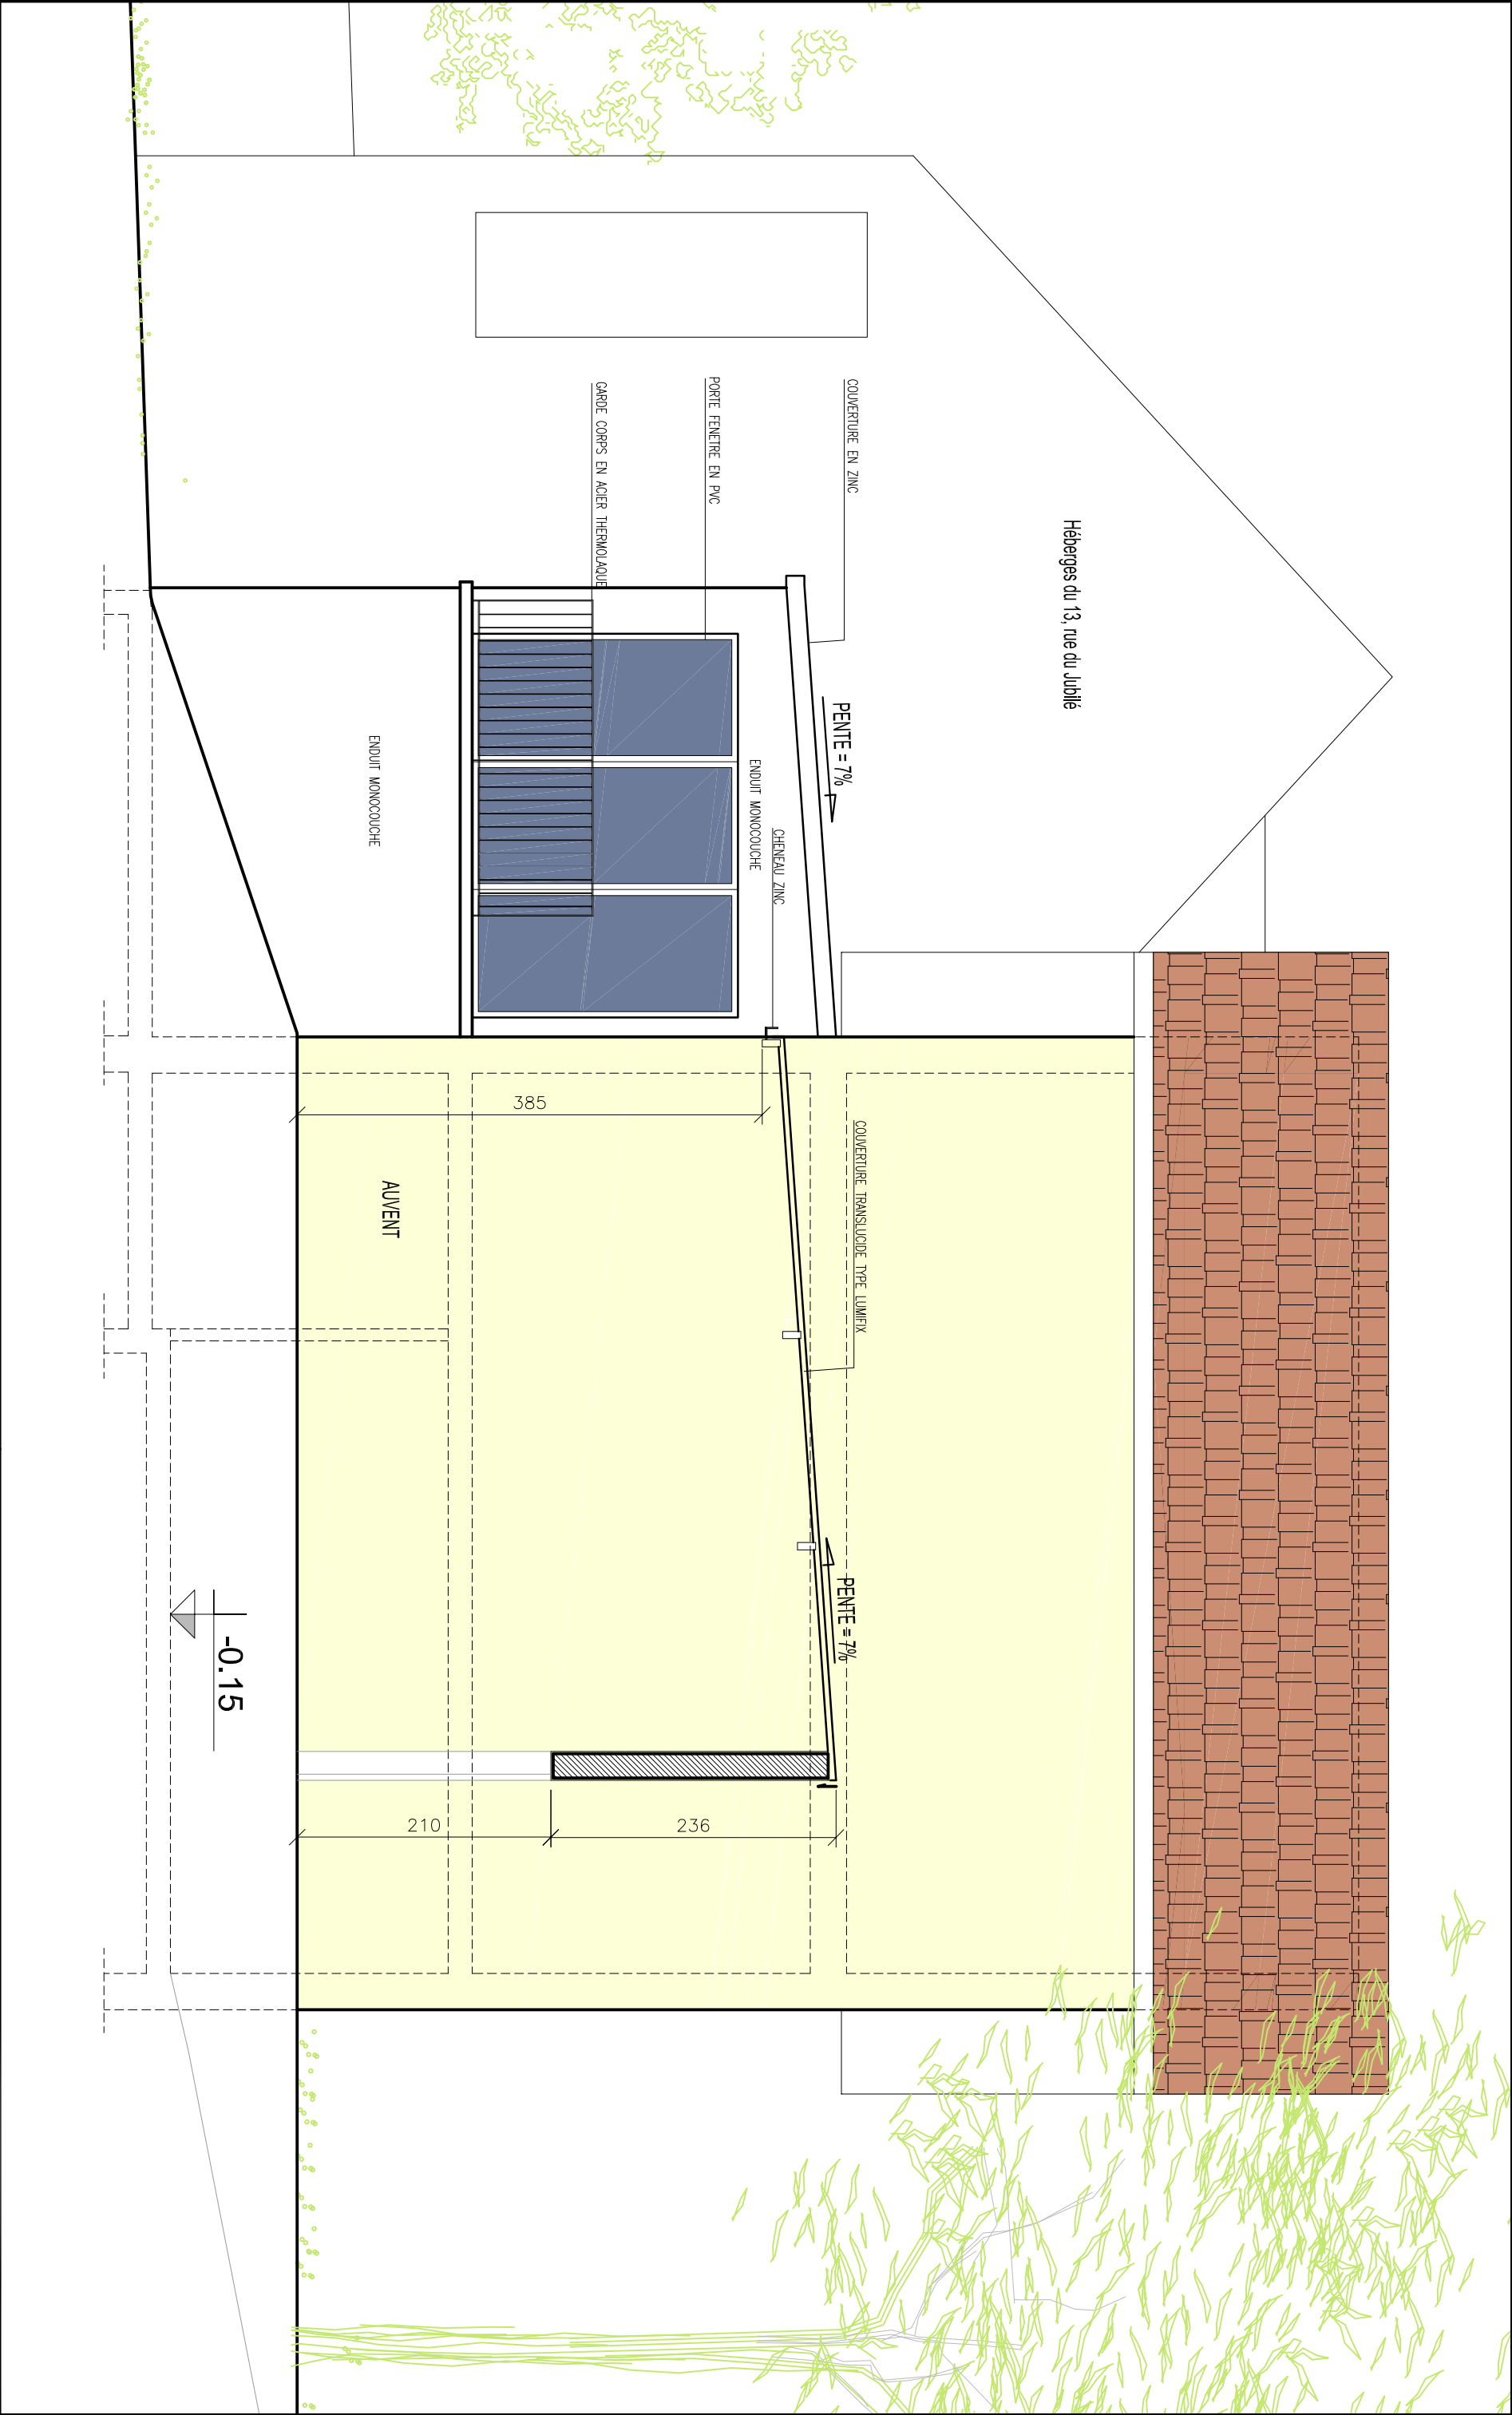 Héberges du 13, rue du Jubilé
COUVERTURE EN ZINC
PENTE = 7%
COUVERTURE TRANSLUCIDE TYPE LUMIFIX
PENTE = 7%
CHENEAU ZINC
ENDUIT MONOCOUCHE
PORTE FENETRE EN PVC
GARDE CORPS EN ACIER THERMOLAQUE
385
236
210
ENDUIT MONOCOUCHE
AUVENT
-0.15